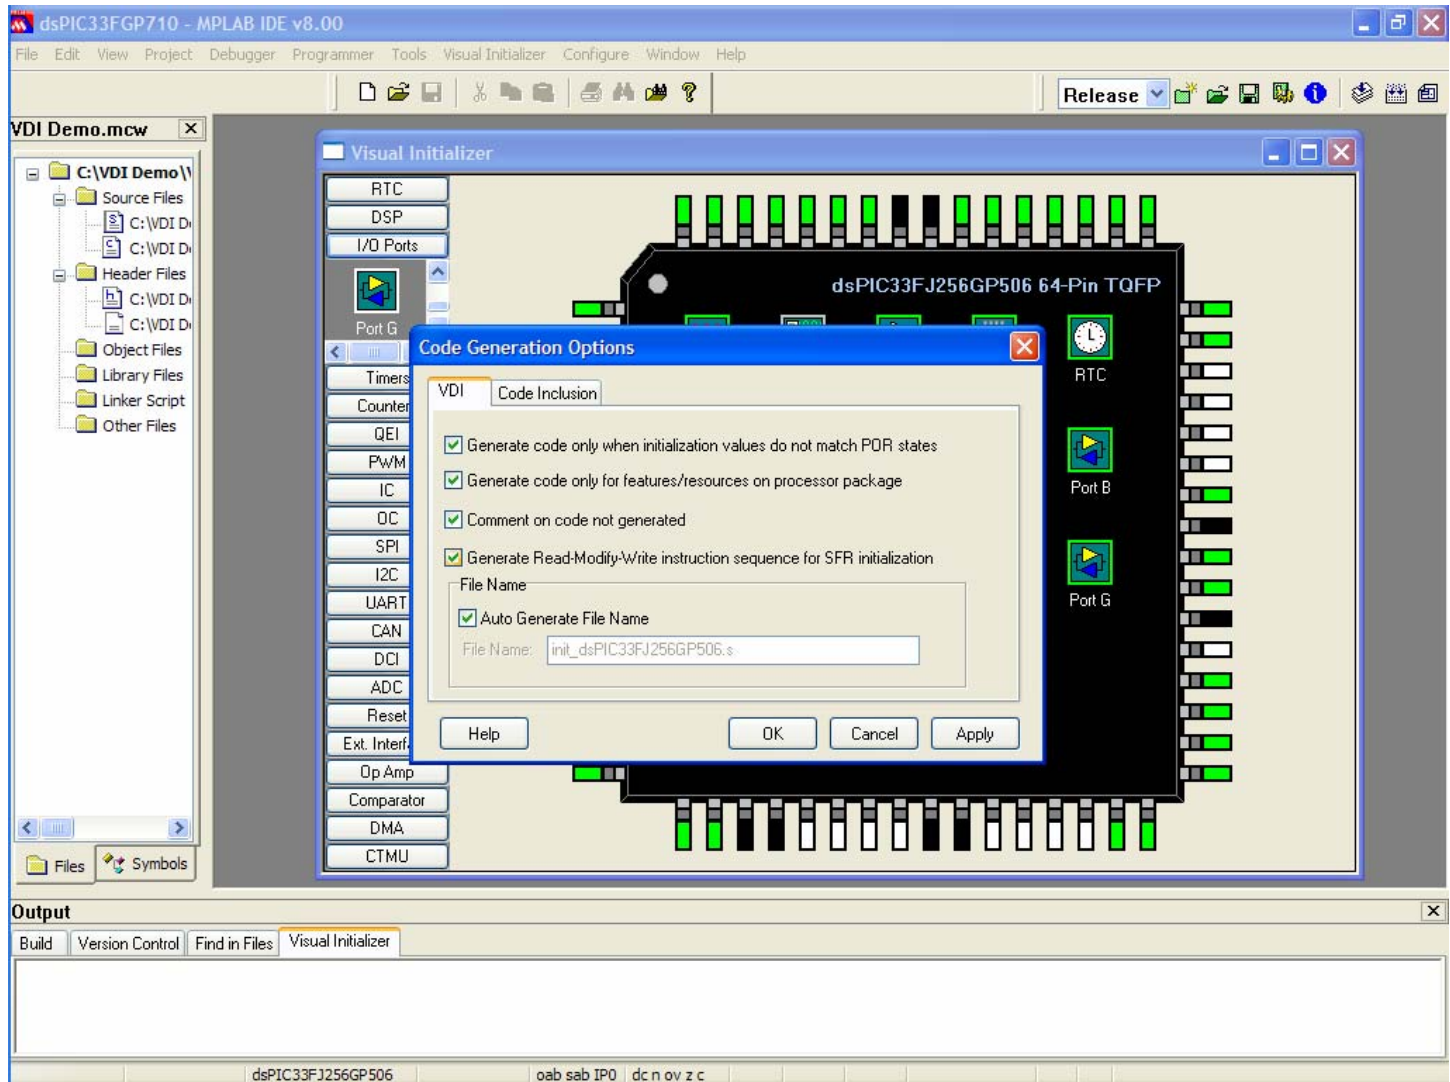 dsPIC33FGP710 - MPLAB IDE v8.00
File Edit View Project Debugger Programmer Tools Visual Initializer Configure Window Help
Release
VDI Demo.mcw
C:\VDI Demo\
Source Files
C:\VDI D
C:\VDI D
Header Files
C:\VDI D
C:\VDI D
Object Files
Library Files
Linker Script
Other Files
Files
Symbols
Visual Initializer
RTC
DSP
I/O Ports
Port G
Timers
Counter
QEI
PWM
IC
OC
SPI
I2C
UART
CAN
DCI
ADC
Reset
Ext. Interf
Op Amp
Comparator
DMA
CTMU
dsPIC33FJ256GP506 64-Pin TQFP
RTC
Port B
Port G
Code Generation Options
VDI
Code Inclusion
Generate code only when initialization values do not match POR states
Generate code only for features/resources on processor package
Comment on code not generated
Generate Read-Modify-Write instruction sequence for SFR initialization
File Name
Auto Generate File Name
File Name: init_dsPIC33FJ256GP506.s
Help OK Cancel Apply
Output
Build Version Control Find in Files Visual Initializer
dsPIC33FJ256GP506 oab sab IP0 dc n ov z c